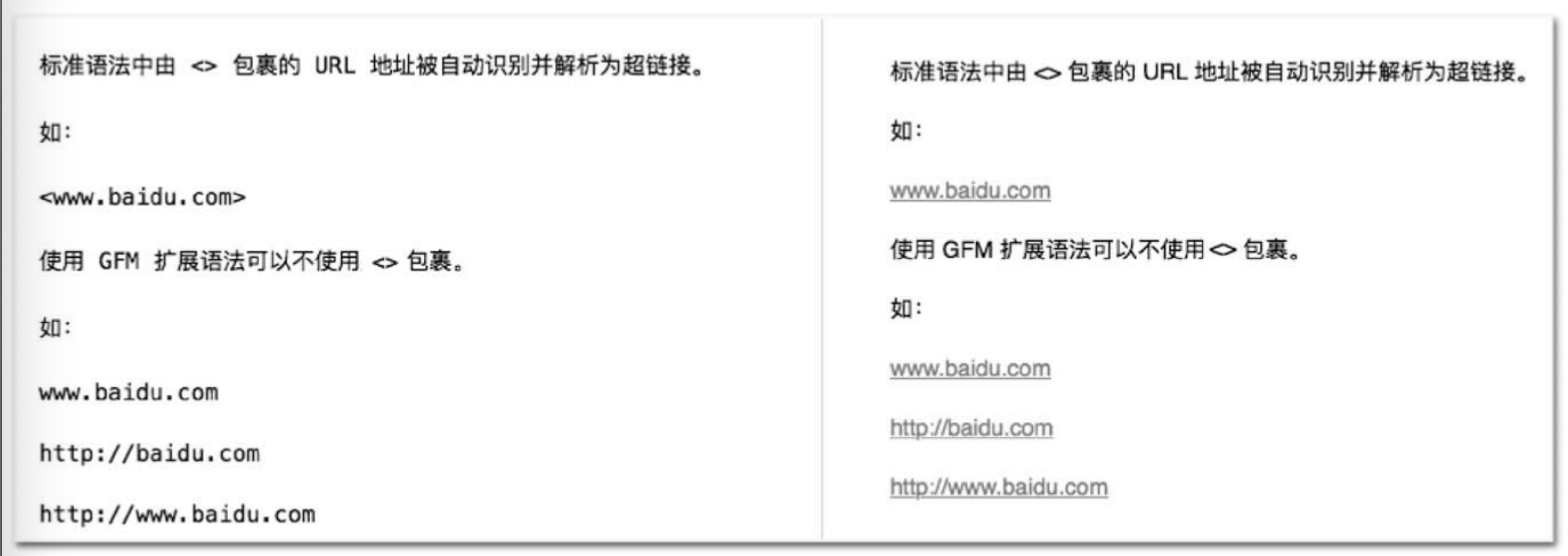 标准语法中由 <> 包裹的 URL 地址被自动识别并解析为超链接。
如：
<www.baidu.com>
使用 GFM 扩展语法可以不使用 <> 包裹。
如：
www.baidu.com
http://baidu.com
http://www.baidu.com
标准语法中由 <> 包裹的 URL 地址被自动识别并解析为超链接。
如：
www.baidu.com
使用 GFM 扩展语法可以不使用 <> 包裹。
如：
www.baidu.com
http://baidu.com
http://www.baidu.com